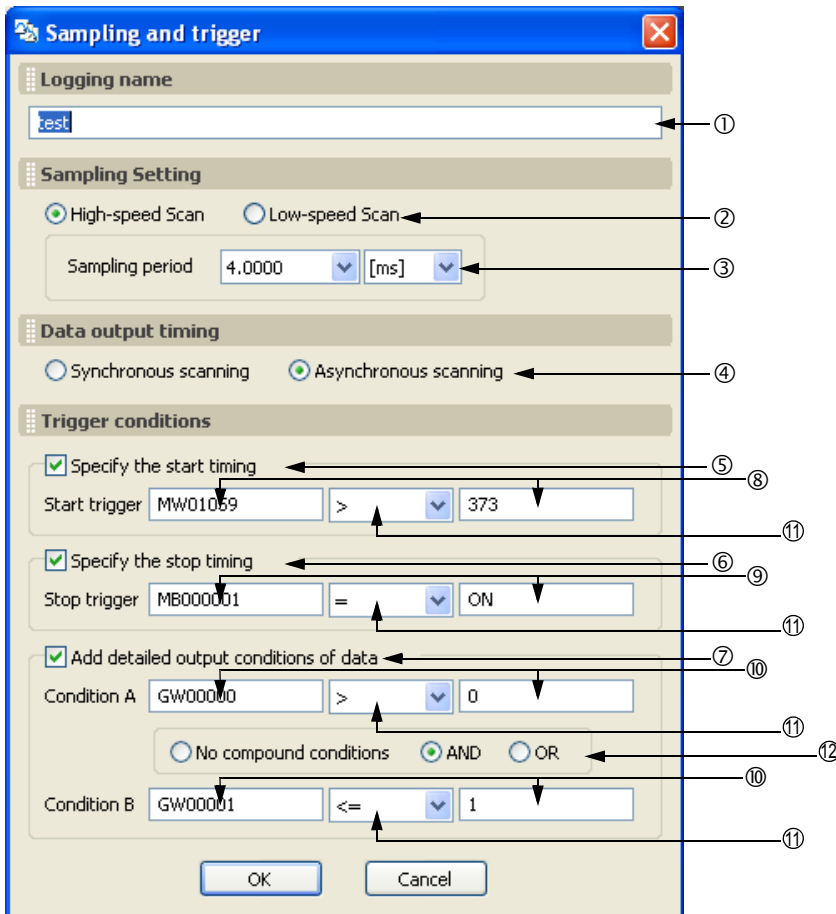 Sampling and trigger
Logging name
test
①
Sampling Setting
High-speed Scan Low-speed Scan ②
Sampling period 4.0000 [ms] ③
Data output timing
Synchronous scanning Asynchronous scanning ④
Trigger conditions
Specify the start timing ⑤
⑧
Start trigger MW01069 > 373
⑪
Specify the stop timing ⑥
⑨
Stop trigger MB000001 = ON
⑪
Add detailed output conditions of data ⑦
⑩
Condition A GW00000 > 0
⑪
No compound conditions AND OR ⑫
⑩
Condition B GW00001 <= 1
⑪
OK Cancel